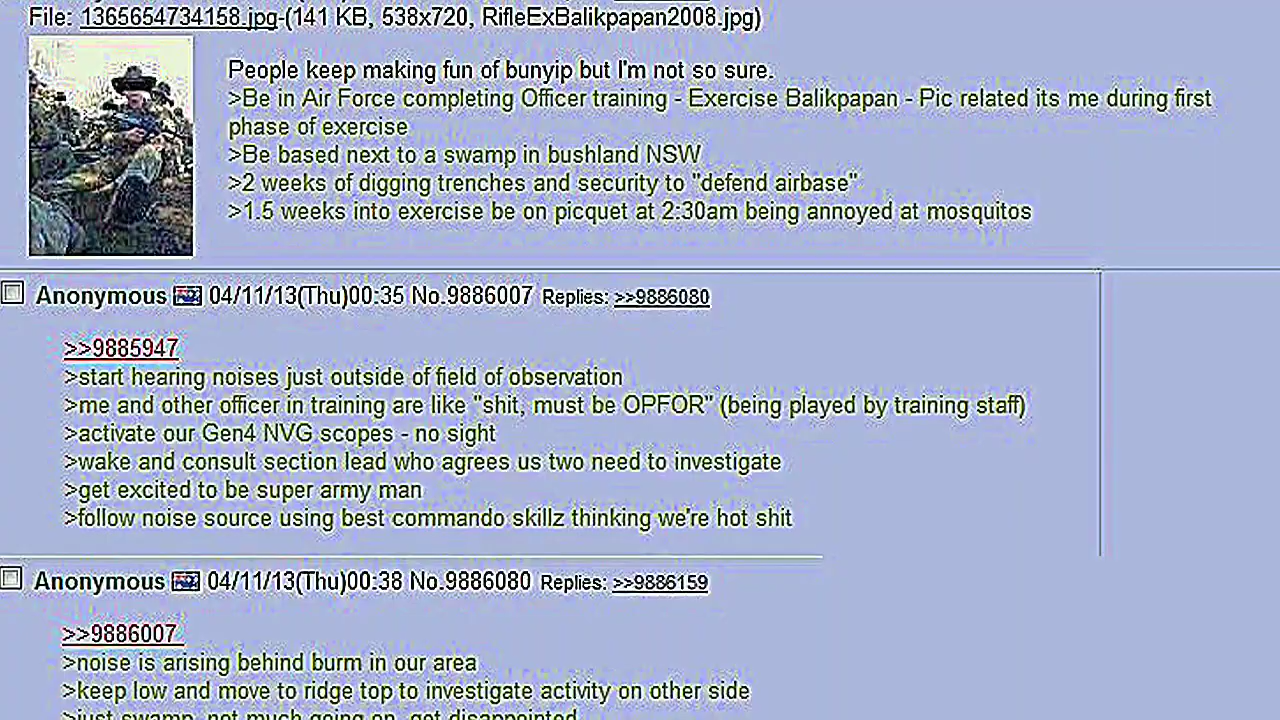 File: 1365654734158.jpg-(141 KB, 538x720, RifleExBalikpapan2008.jpg)
People keep making fun of bunyip but I'm not so sure.
>Be in Air Force completing Officer training - Exercise Balikpapan - Pic related its me during first
phase of exercise
>Be based next to a swamp in bushland NSW
>2 weeks of digging trenches and security to "defend airbase"
>1.5 weeks into exercise be on picquet at 2:30am being annoyed at mosquitos
Anonymous 04/11/13(Thu)00:35 No.9886007 Replies: >>9886080
>>9885947
>start hearing noises just outside of field of observation
>me and other officer in training are like "shit, must be OPFOR" (being played by training staff)
>activate our Gen4 NVG scopes - no sight
>wake and consult section lead who agrees us two need to investigate
>get excited to be super army man
>follow noise source using best commando skillz thinking we're hot shit
Anonymous 04/11/13(Thu)00:38 No.9886080 Replies: >>9886159
>>9886007
>noise is arising behind burm in our area
>keep low and move to ridge top to investigate activity on other side
>just swamp, not much going on, get disappointed